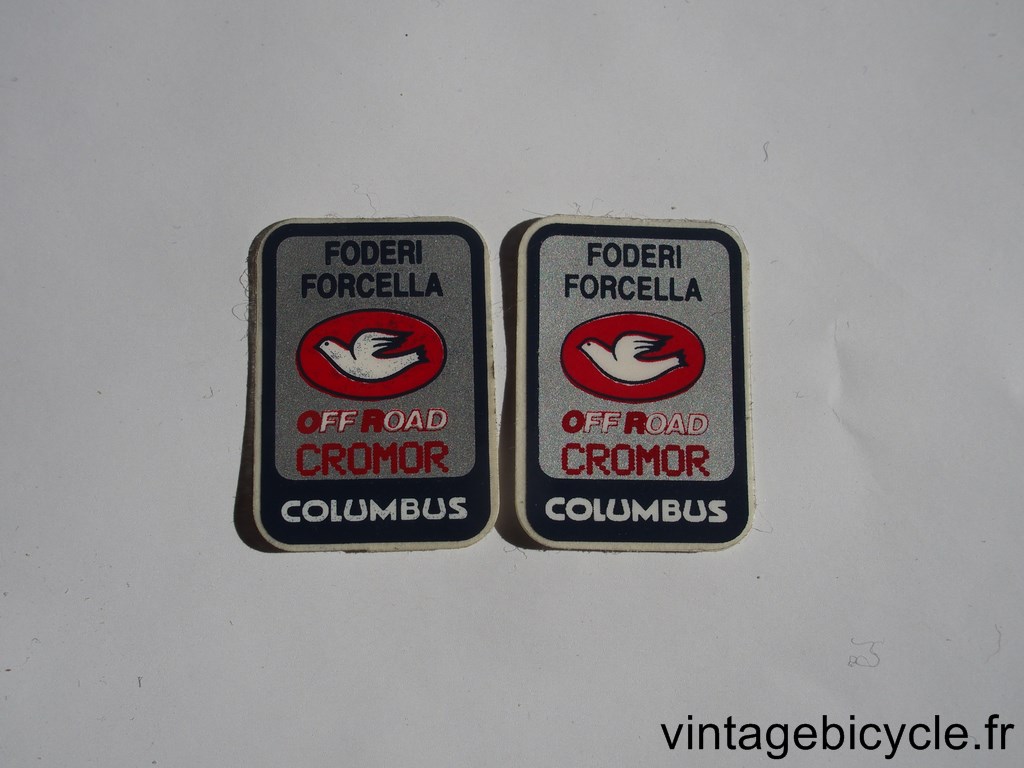 FODERI
FORCELLA
OFF ROAD
CROMOR
COLUMBUS
FODERI
FORCELLA
OFF ROAD
CROMOR
COLUMBUS
vintagebicycle.fr